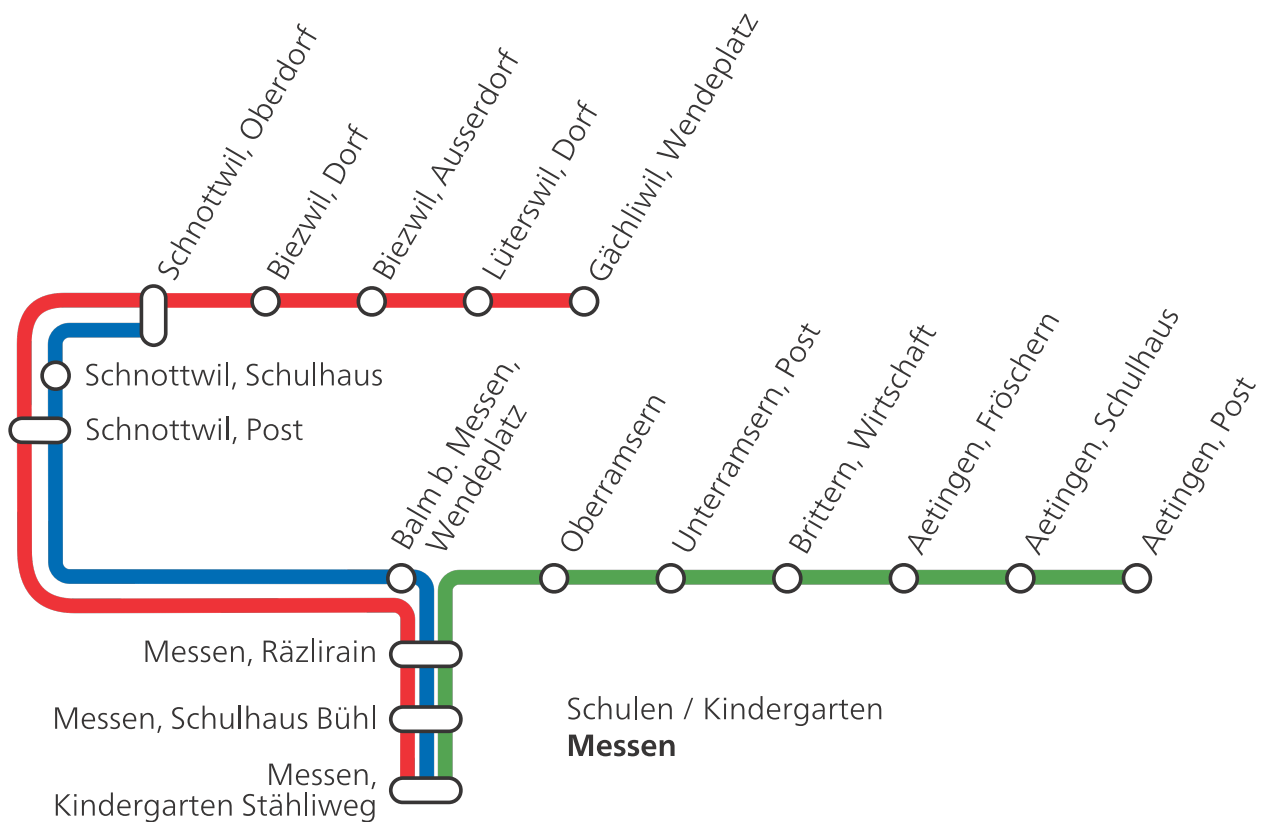 Schnottwil, Oberdorf
Biezwil, Dorf
Biezwil, Ausserdorf
Lüterswil, Dorf
Gächliwil, Wendeplatz
Schnottwil, Schulhaus
Schnottwil, Post
Balm b. Messen,
Wendeplatz
Oberramsern
Unterramsern, Post
Brittern, Wirtschaft
Aetingen, Fröschern
Aetingen, Schulhaus
Aetingen, Post
Messen, Räzlirain
Messen, Schulhaus Bühl
Messen,
Kindergarten Stähliweg
Schulen / Kindergarten
Messen